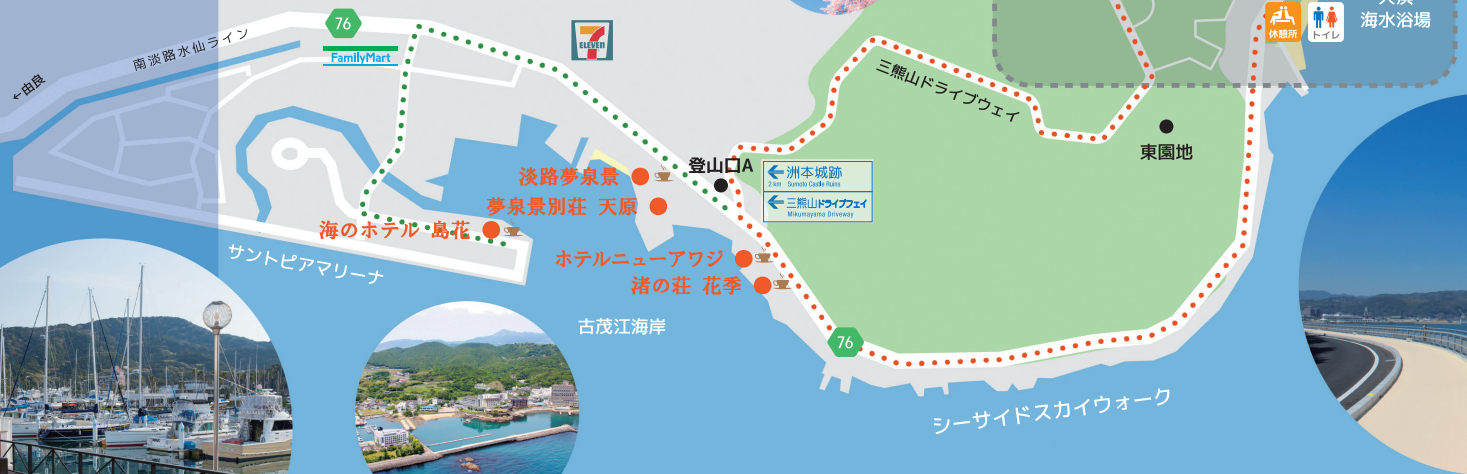 大浜
海水浴場
休憩所
トイレ
76
南淡路水仙ライン
FamilyMart
7
ELEVEN
←由良
三熊山ドライブウェイ
東園地
登山口A
洲本城跡
2 km Sumoto Castle Ruins
三熊山ドライブウェイ
Mikumayama Driveway
淡路夢泉景
夢泉景別荘 天原
海のホテル 島花
サントピアマリーナ
ホテルニューアワジ
渚の荘 花季
古茂江海岸
76
シーサイドスカイウォーク